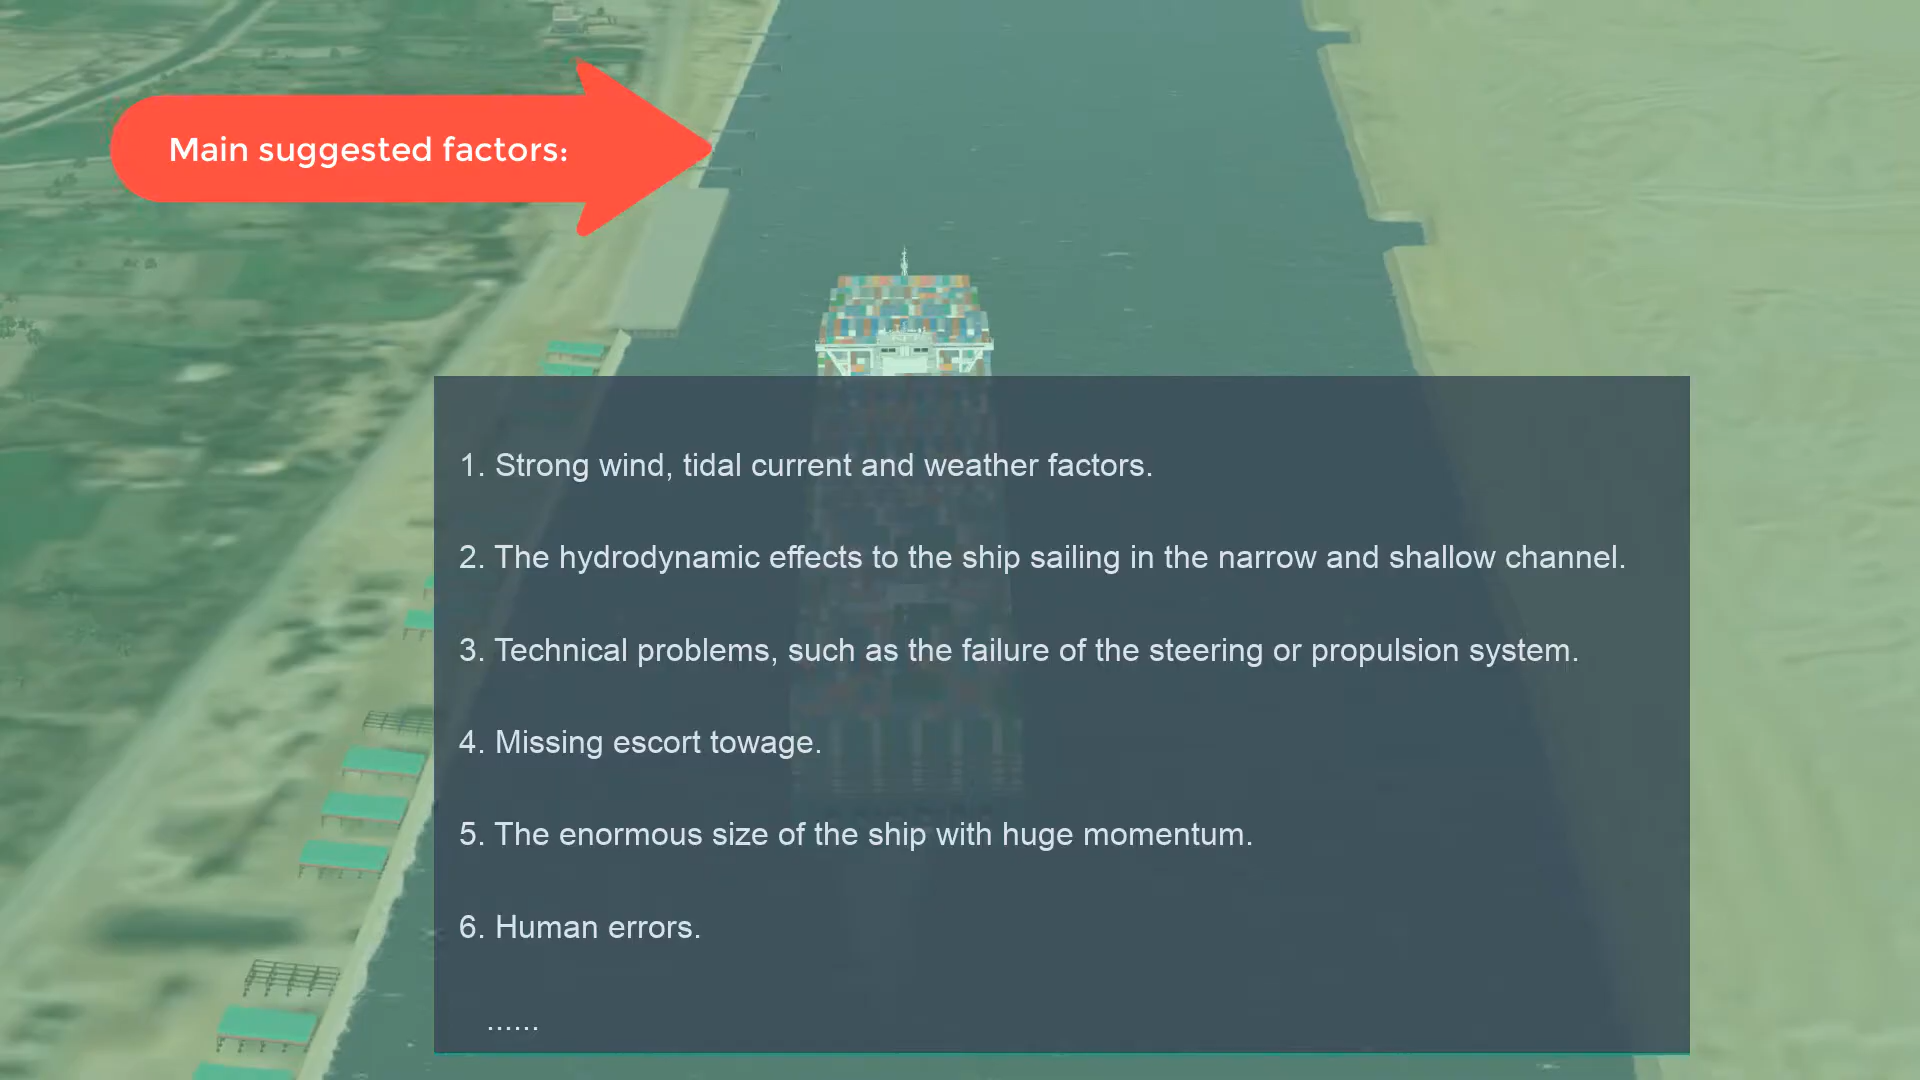 Main suggested factors:
1. Strong wind, tidal current and weather factors.
2. The hydrodynamic effects to the ship sailing in the narrow and shallow channel.
3. Technical problems, such as the failure of the steering or propulsion system.
4. Missing escort towage.
5. The enormous size of the ship with huge momentum.
6. Human errors.
......